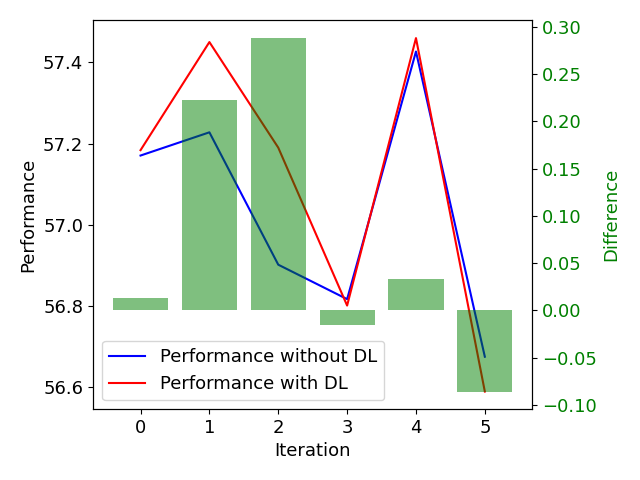 57.4
57.2
57.0
56.8
56.6
Performance
0.30
0.25
0.20
0.15
0.10
0.05
0.00
−0.05
−0.10
Difference
Performance without DL
Performance with DL
0 1 2 3 4 5
Iteration